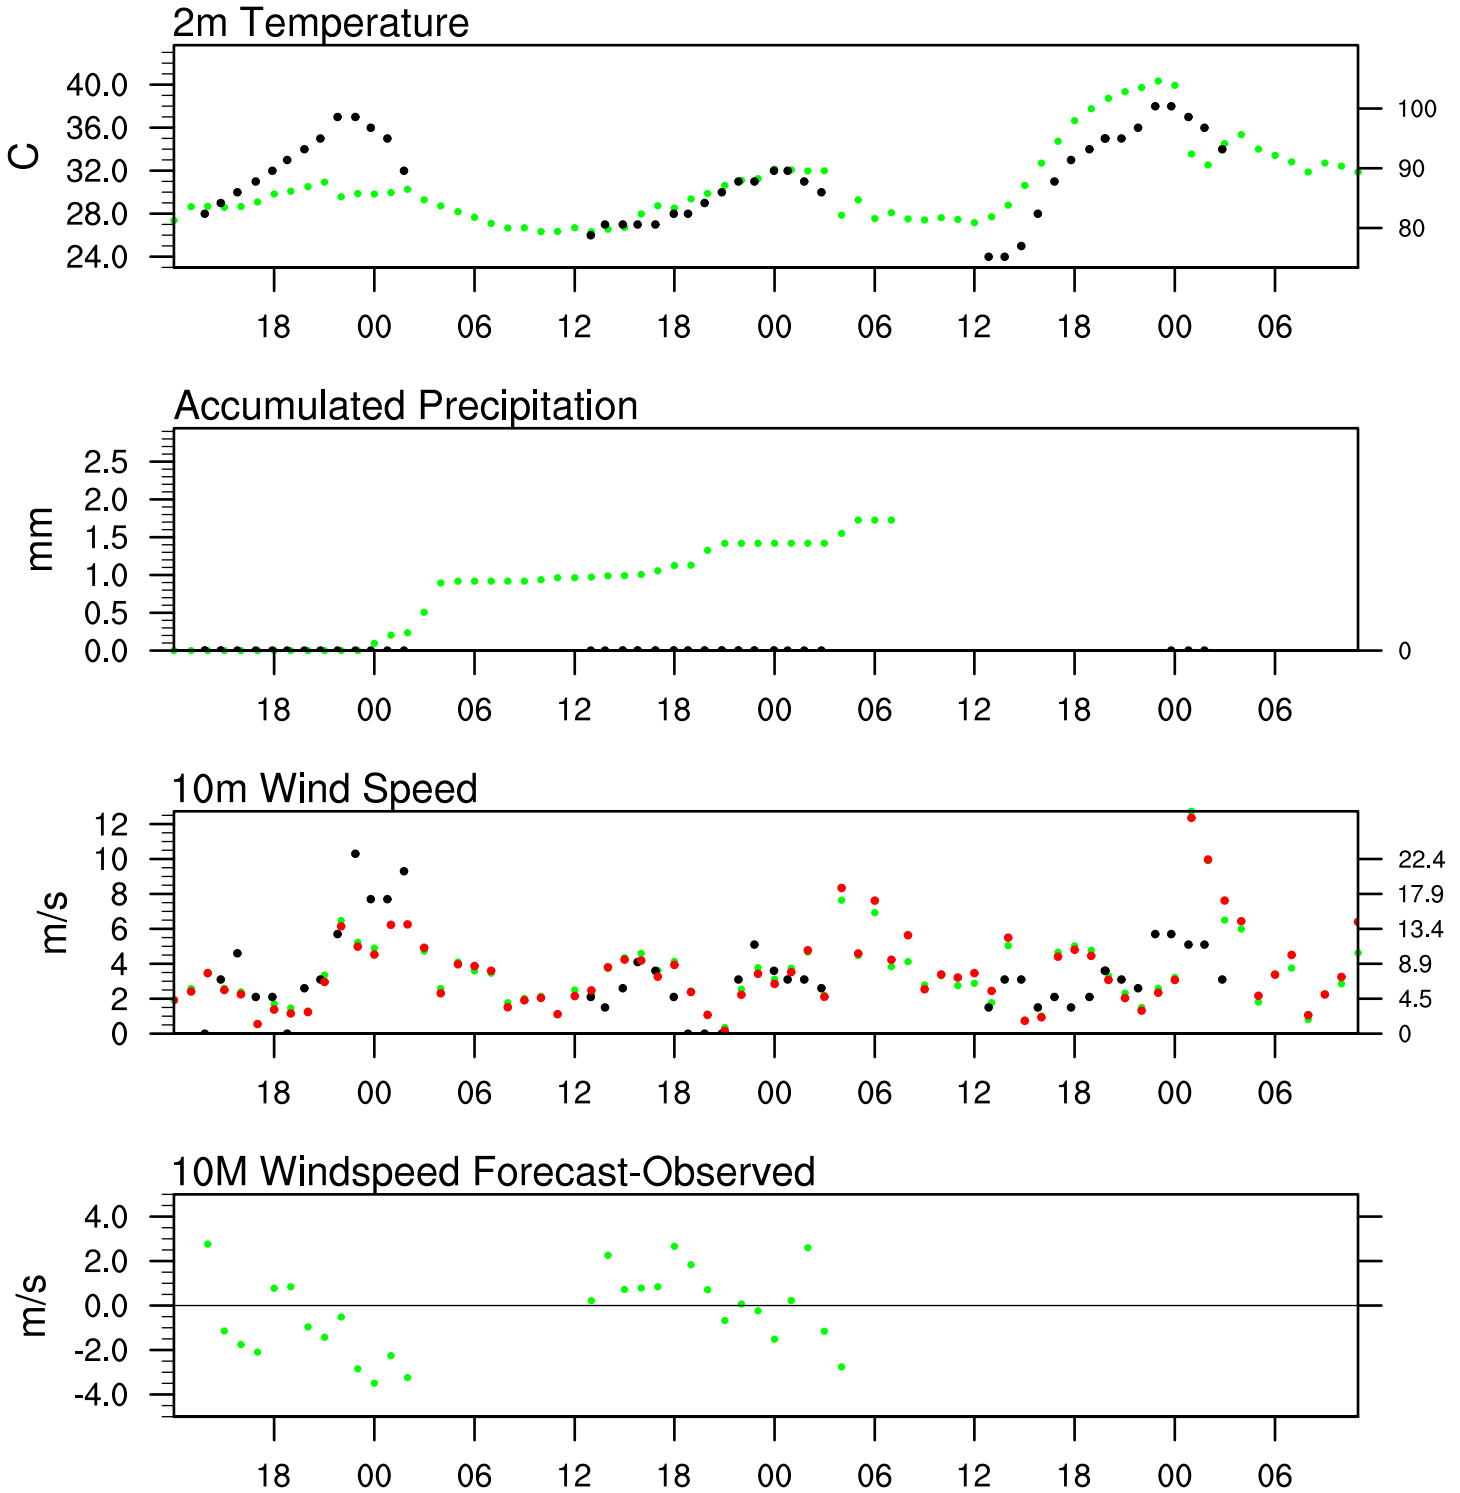 2m Temperature
40.0
36.0
32.0
28.0
24.0
C
100
90
80
18 00 06 12 18 00 06 12 18 00 06
Accumulated Precipitation
2.5
2.0
1.5
1.0
0.5
0.0
mm
0
18 00 06 12 18 00 06 12 18 00 06
10m Wind Speed
12
10
8
6
4
2
0
m/s
22.4
17.9
13.4
8.9
4.5
0
18 00 06 12 18 00 06 12 18 00 06
10M Windspeed Forecast-Observed
4.0
2.0
0.0
-2.0
-4.0
m/s
18 00 06 12 18 00 06 12 18 00 06